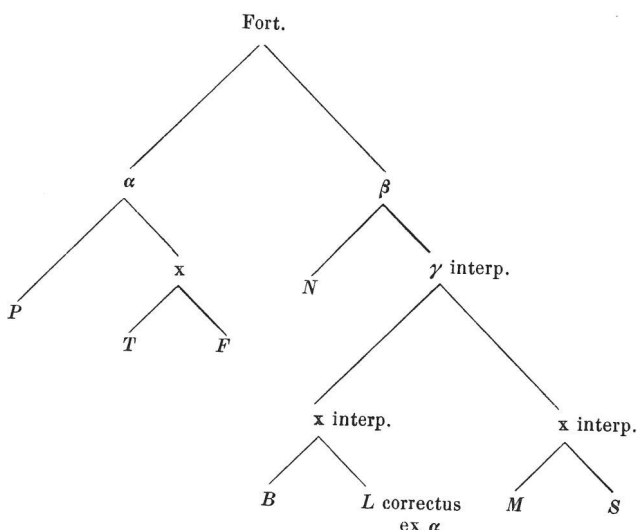 Fort.
α
β
x
γ interp.
P
N
T
F
x interp.
x interp.
B
L correctus
ex α
M
S